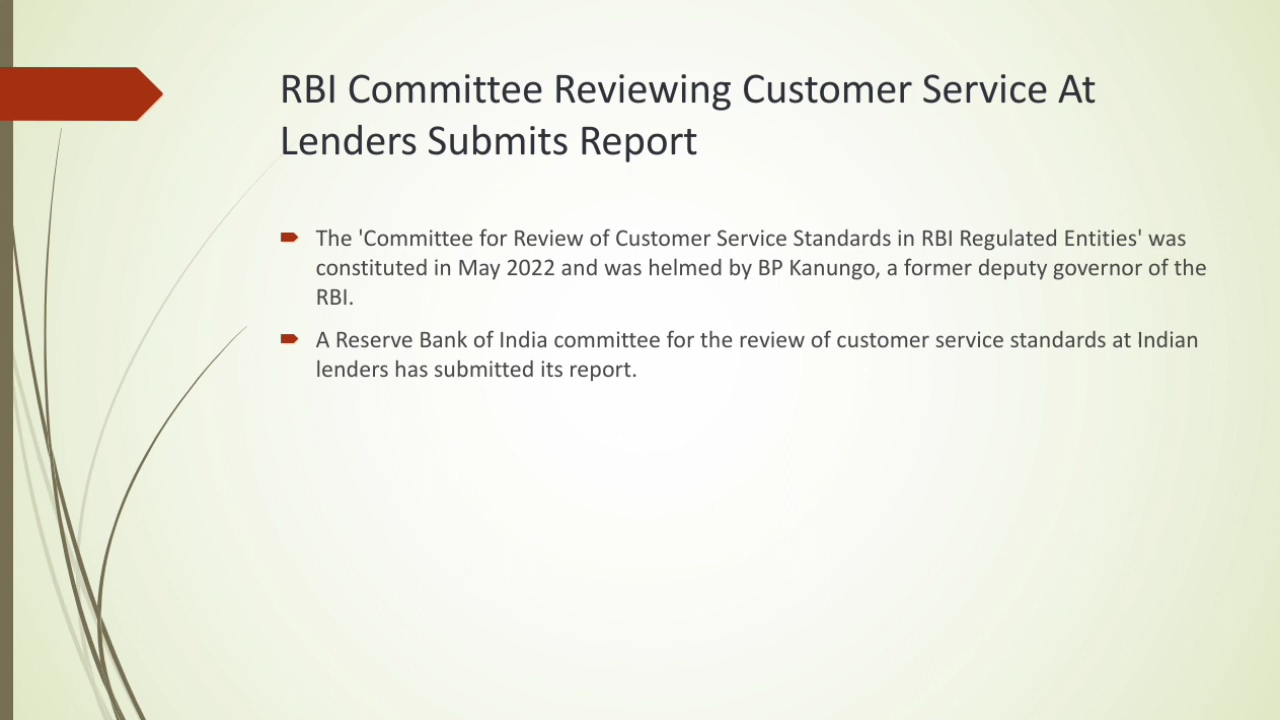 RBI Committee Reviewing Customer Service At
Lenders Submits Report
The 'Committee for Review of Customer Service Standards in RBI Regulated Entities' was
constituted in May 2022 and was helmed by BP Kanungo, a former deputy governor of the
RBI.
A Reserve Bank of India committee for the review of customer service standards at Indian
lenders has submitted its report.